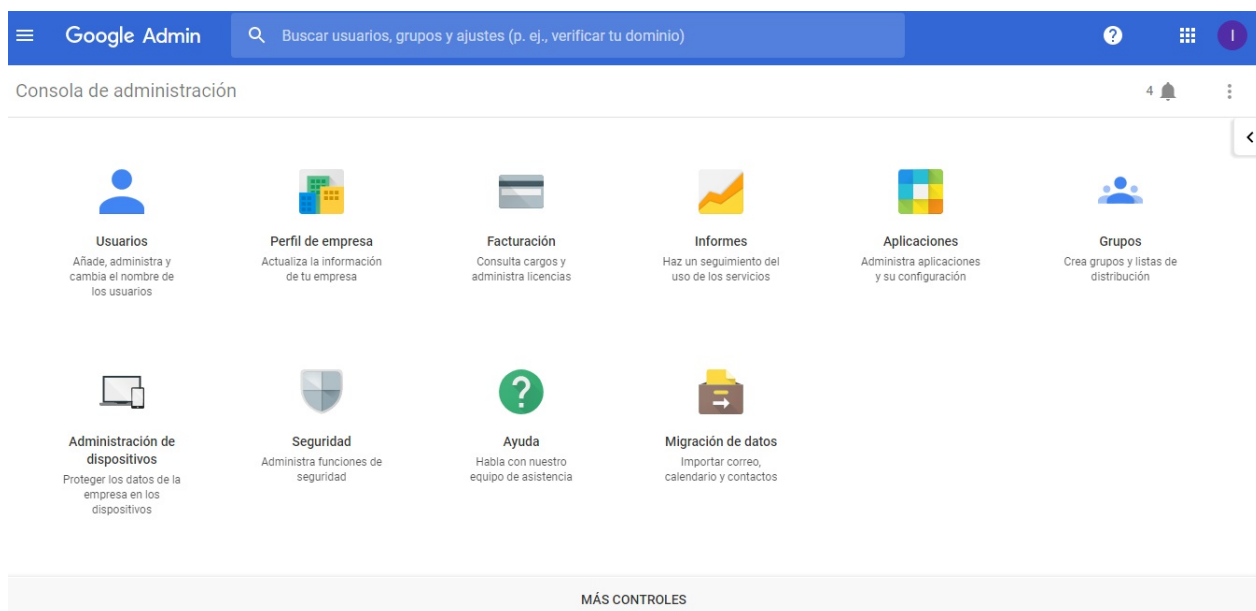 Google Admin
Buscar usuarios, grupos y ajustes (p. ej., verificar tu dominio)
I
Consola de administración
4
Usuarios
Añade, administra y
cambia el nombre de
los usuarios
Perfil de empresa
Actualiza la información
de tu empresa
Facturación
Consulta cargos y
administra licencias
Informes
Haz un seguimiento del
uso de los servicios
Aplicaciones
Administra aplicaciones
y su configuración
Grupos
Crea grupos y listas de
distribución
Administración de
dispositivos
Proteger los datos de la
empresa en los
dispositivos
Seguridad
Administra funciones de
seguridad
Ayuda
Habla con nuestro
equipo de asistencia
Migración de datos
Importar correo,
calendario y contactos
MÁS CONTROLES